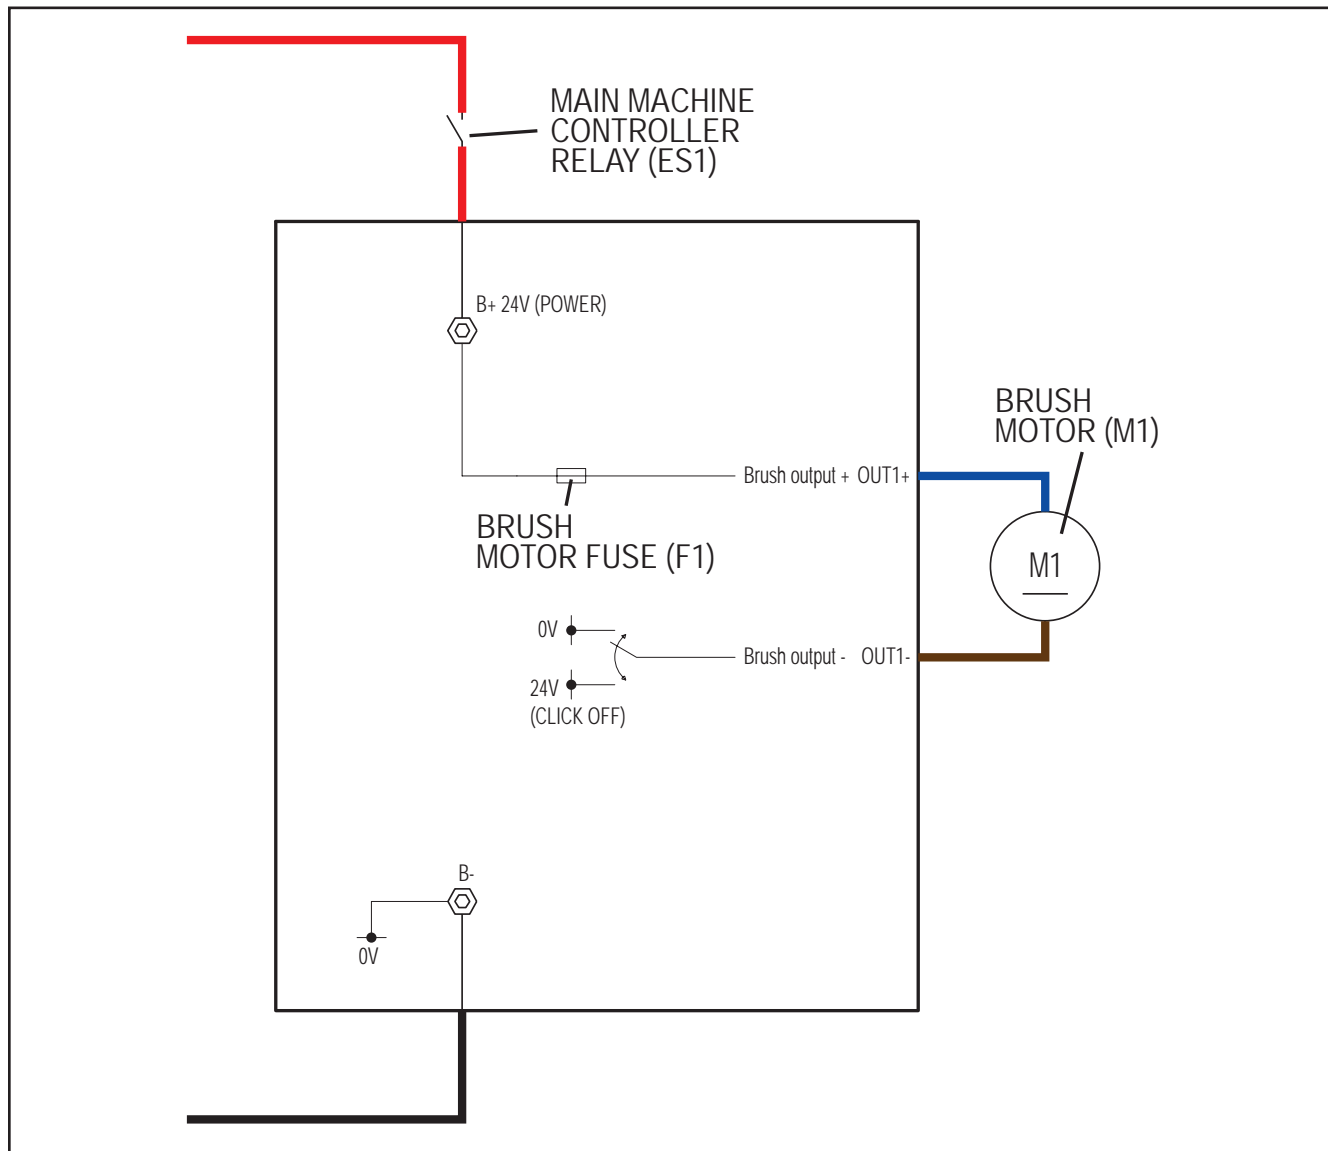 MAIN MACHINE
CONTROLLER
RELAY (ES1)
B+ 24V (POWER)
BRUSH
MOTOR (M1)
Brush output + OUT1+
BRUSH
MOTOR FUSE (F1)
M1
0V
Brush output - OUT1-
24V
(CLICK OFF)
B-
0V